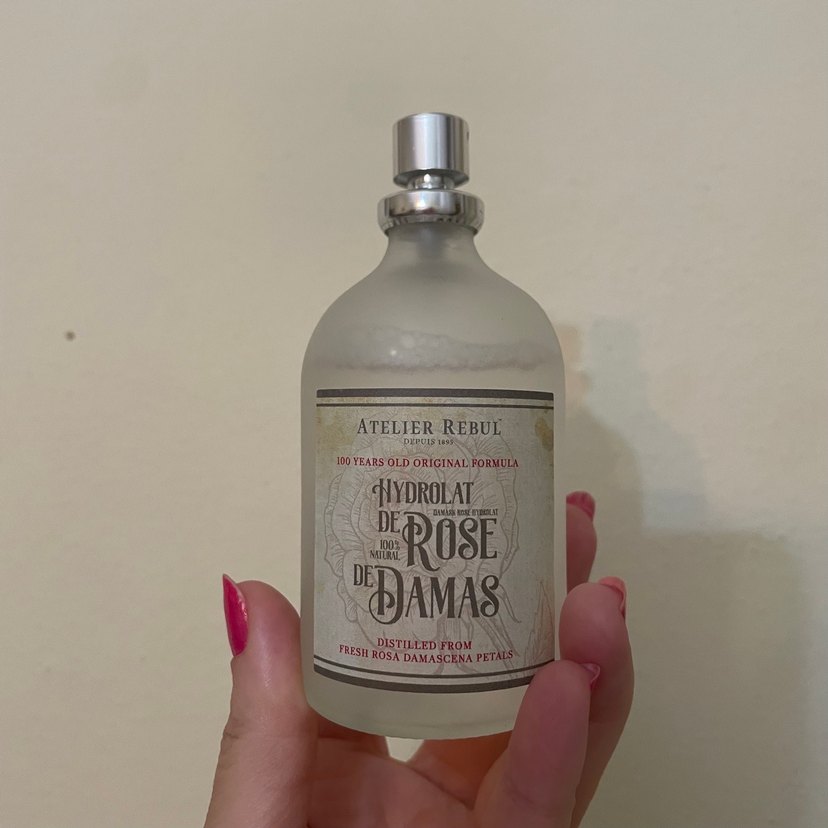 ATELIER REBUL™
DEPUIS 1895
100 YEARS OLD ORIGINAL FORMULA
HYDROLAT
DAMASK ROSE HYDROLAT
DE ROSE
100%
NATURAL
DE DAMAS
DISTILLED FROM
FRESH ROSA DAMASCENA PETALS